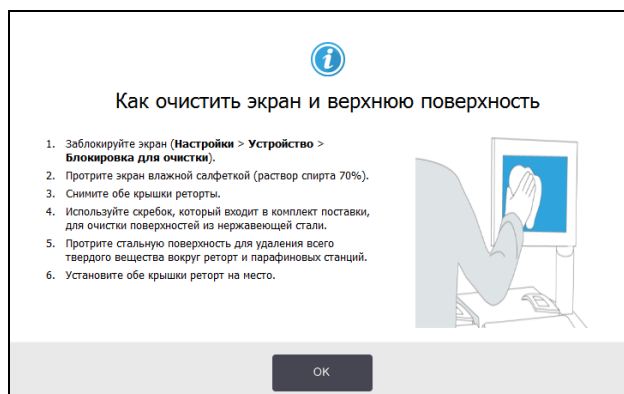 Как очистить экран и верхнюю поверхность
1. Заблокируйте экран (Настройки > Устройство >
Блокировка для очистки).
2. Протрите экран влажной салфеткой (раствор спирта 70%).
3. Снимите обе крышки реторты.
4. Используйте скребок, который входит в комплект поставки,
для очистки поверхностей из нержавеющей стали.
5. Протрите стальную поверхность для удаления всего
твердого вещества вокруг реторт и парафиновых станций.
6. Установите обе крышки реторт на место.
OK